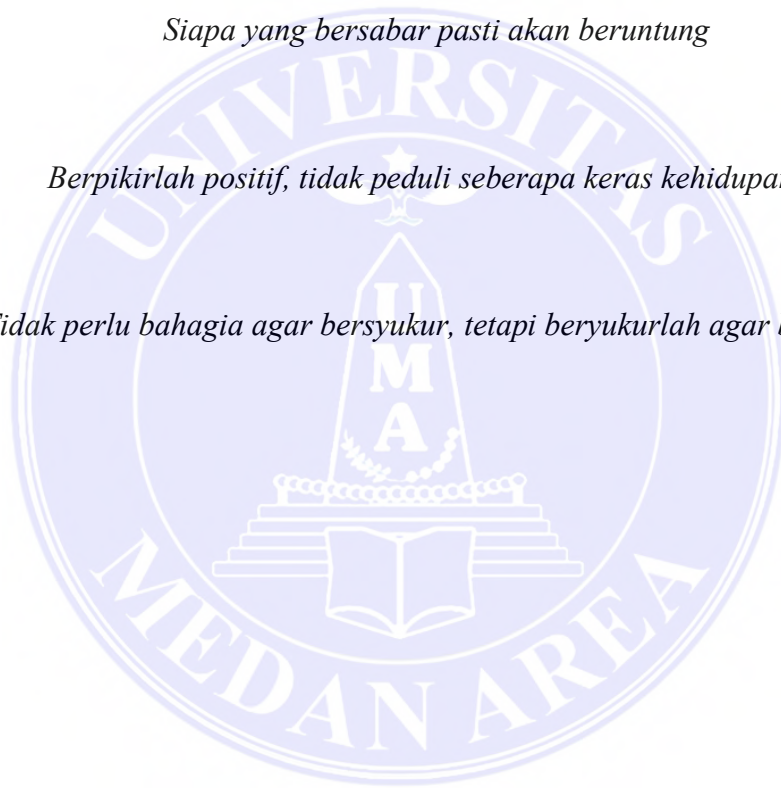 Siapa yang bersabar pasti akan beruntung
UNIVERSITAS
Berpikirlah positif, tidak peduli seberapa keras kehidupan
perlu bahagia agar bersyukur, tetapi beryukurlah agar
U
M
A
MEDAN AREA